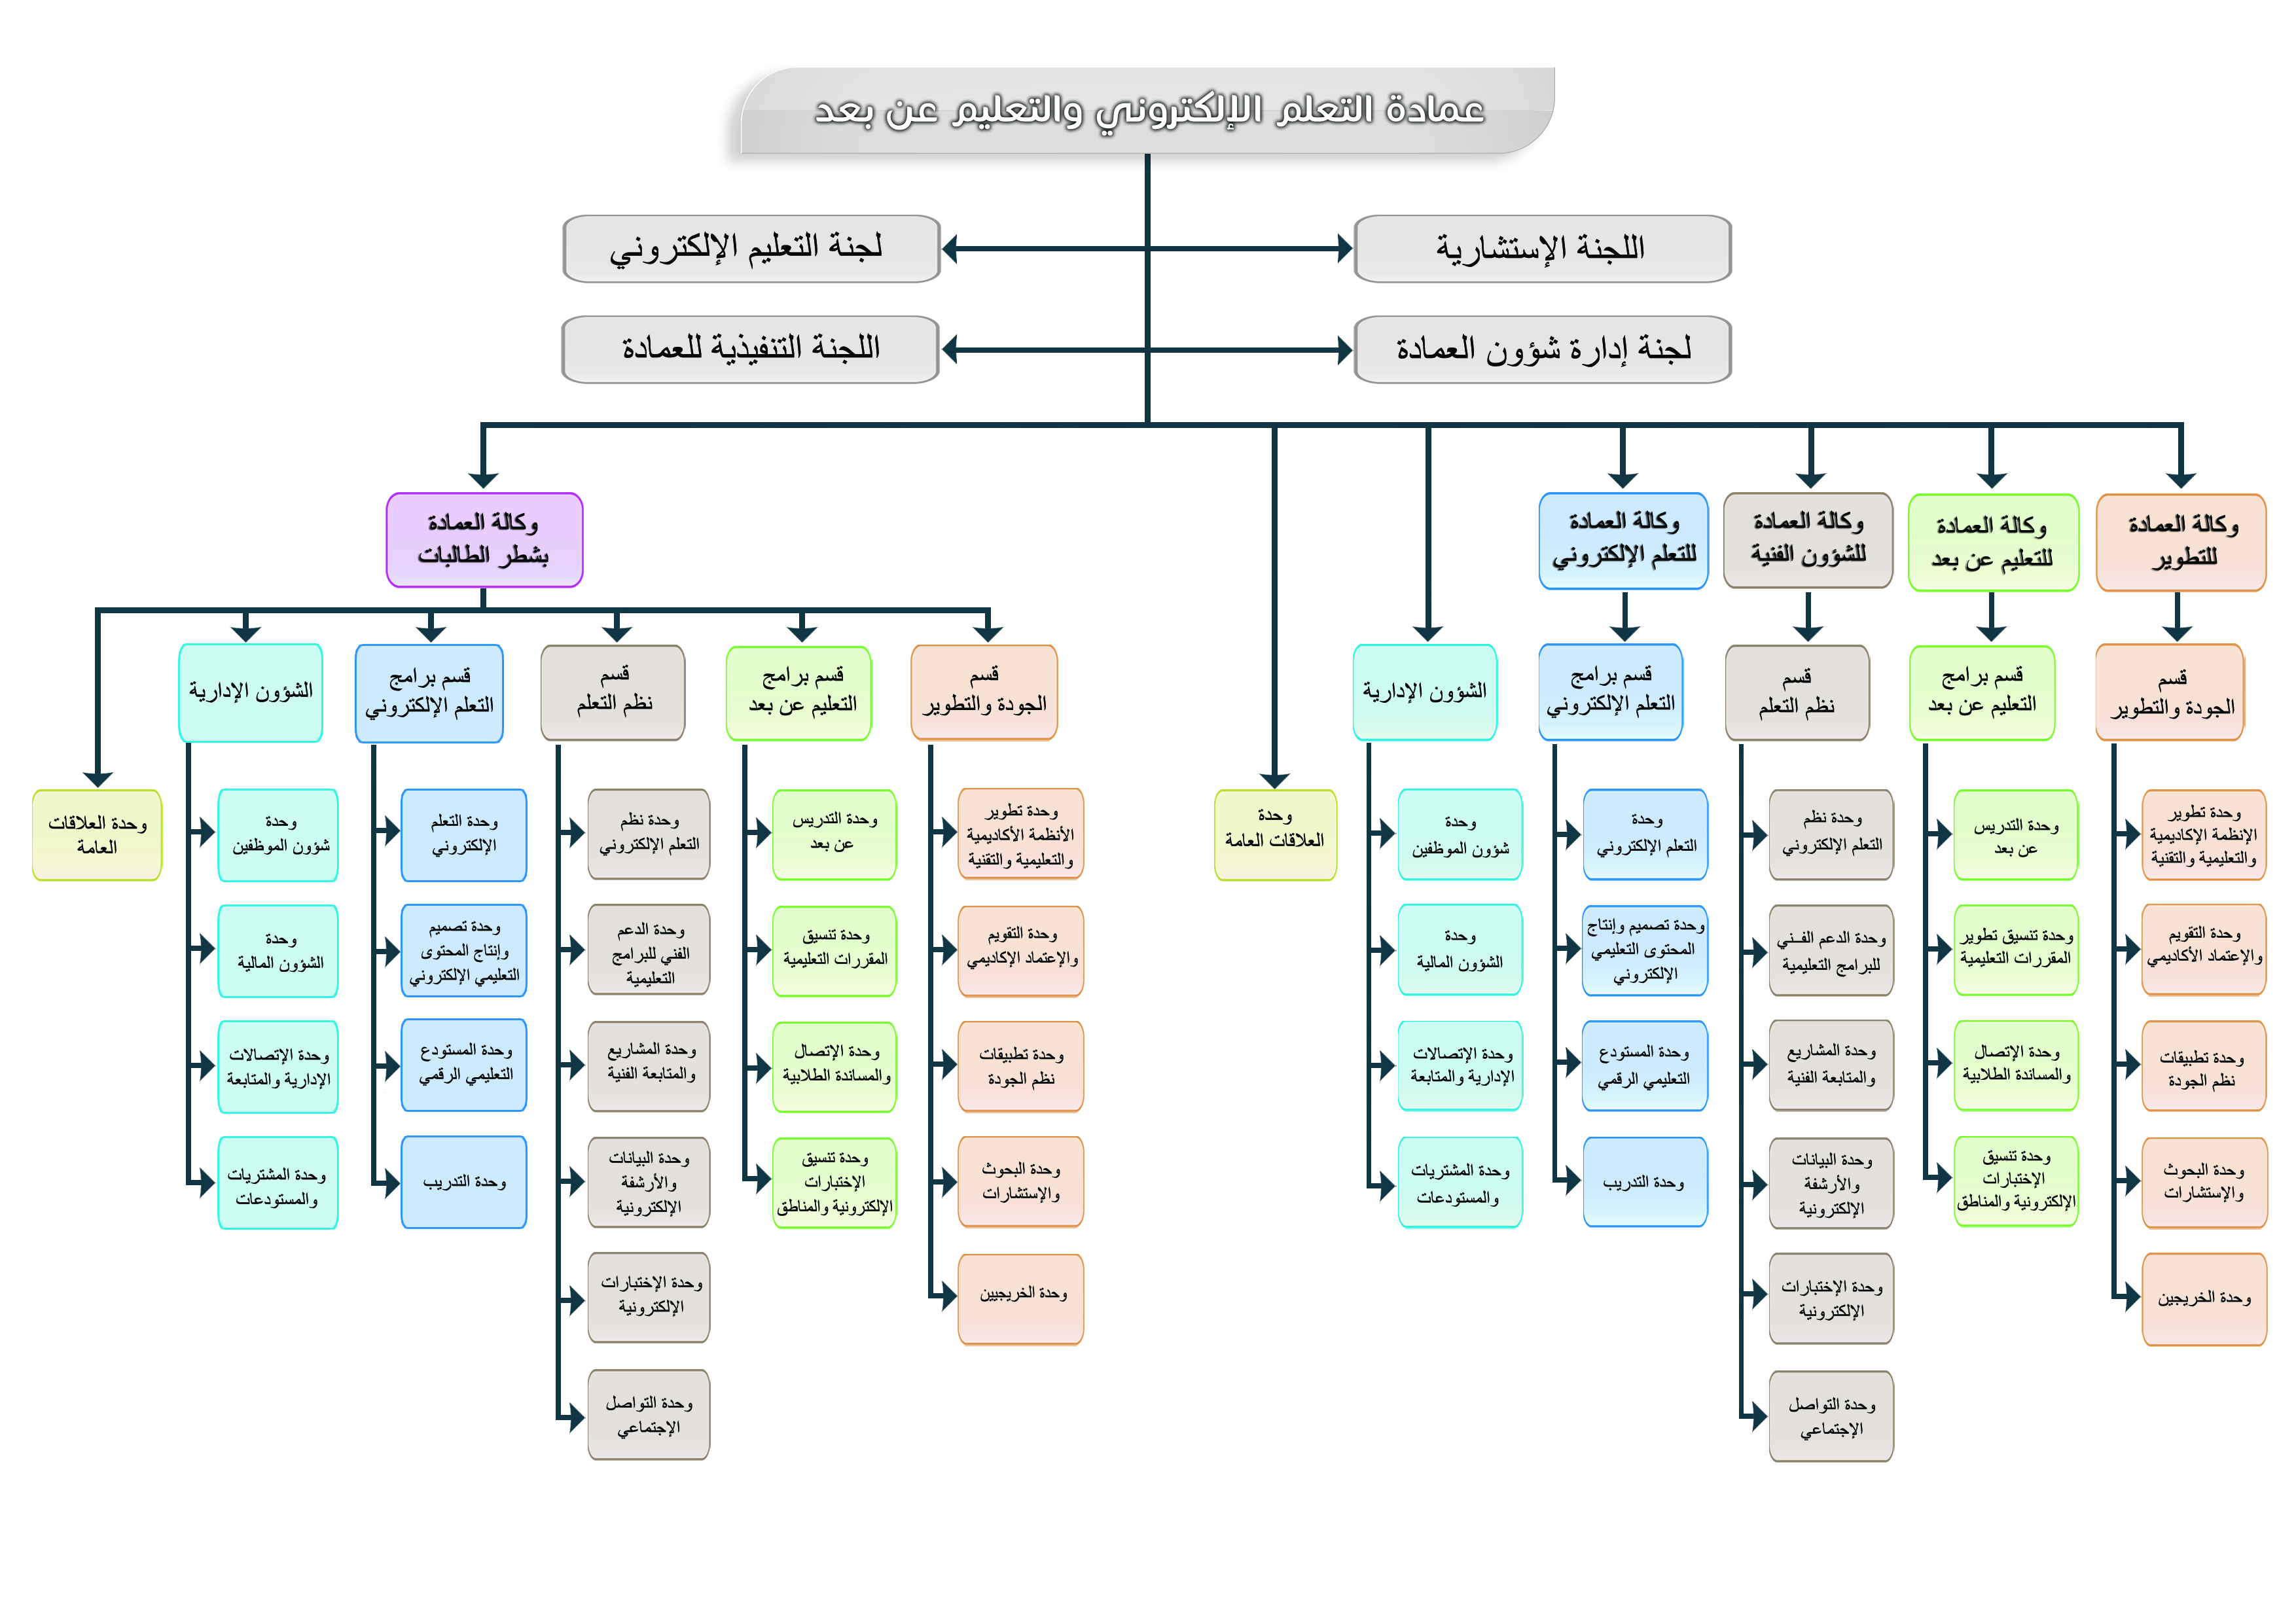 عمادة التعلم الإلكتروني والتعليم عن بعد
اللجنة الإستشارية
لجنة التعليم الإلكتروني
لجنة إدارة شؤون العمادة
اللجنة التنفيذية للعمادة
وكالة العمادة
للتطوير
وكالة العمادة
للتعليم عن بعد
وكالة العمادة
للشؤون الفنية
وكالة العمادة
للتعلم الإلكتروني
وكالة العمادة
بشطر الطالبات
قسم
الجودة والتطوير
وحدة تطوير
الإنظمة الإكاديمية
والتعليمية والتقنية
وحدة التقويم
والإعتماد الأكاديمي
وحدة تطبيقات
نظم الجودة
وحدة البحوث
والإستشارات
وحدة الخريجين
قسم برامج
التعليم عن بعد
وحدة التدريس
عن بعد
وحدة تنسيق تطوير
المقررات التعليمية
وحدة الإتصال
والمساندة الطلابية
وحدة تنسيق
الإختبارات
الإلكترونية والمناطق
قسم
نظم التعلم
وحدة نظم
التعلم الإلكتروني
وحدة الدعم الفـني
للبرامج التعليمية
وحدة المشاريع
والمتابعة الفنية
وحدة البيانات
والأرشفة
الإلكترونية
وحدة الإختبارات
الإلكترونية
وحدة التواصل
الإجتماعي
قسم برامج
التعلم الإلكتروني
وحدة
التعلم الإلكتروني
وحدة تصميم وإنتاج
المحتوى التعليمي
الإلكتروني
وحدة المستودع
التعليمي الرقمي
وحدة التدريب
الشؤون الإدارية
وحدة
شؤون الموظفين
وحدة
الشؤون المالية
وحدة الإتصالات
الإدارية والمتابعة
وحدة المشتريات
والمستودعات
وحدة
العلاقات العامة
قسم
الجودة والتطوير
وحدة تطوير
الأنظمة الأكاديمية
والتعليمية والتقنية
وحدة التقويم
والإعتماد الإكاديمي
وحدة تطبيقات
نظم الجودة
وحدة البحوث
والإستشارات
وحدة الخريجيين
قسم برامج
التعليم عن بعد
وحدة التدريس
عن بعد
وحدة تنسيق
المقررات التعليمية
وحدة الإتصال
والمساندة الطلابية
وحدة تنسيق
الإختبارات
الإلكترونية والمناطق
قسم
نظم التعلم
وحدة نظم
التعلم الإلكتروني
وحدة الدعم
الفني للبرامج
التعليمية
وحدة المشاريع
والمتابعة الفنية
وحدة البيانات
والأرشفة
الإلكترونية
وحدة الإختبارات
الإلكترونية
وحدة التواصل
الإجتماعي
قسم برامج
التعلم الإلكتروني
وحدة التعلم
الإلكتروني
وحدة تصميم
وإنتاج المحتوى
التعليمي الإلكتروني
وحدة المستودع
التعليمي الرقمي
وحدة التدريب
الشؤون الإدارية
وحدة
شؤون الموظفين
وحدة
الشؤون المالية
وحدة الإتصالات
الإدارية والمتابعة
وحدة المشتريات
والمستودعات
وحدة العلاقات
العامة